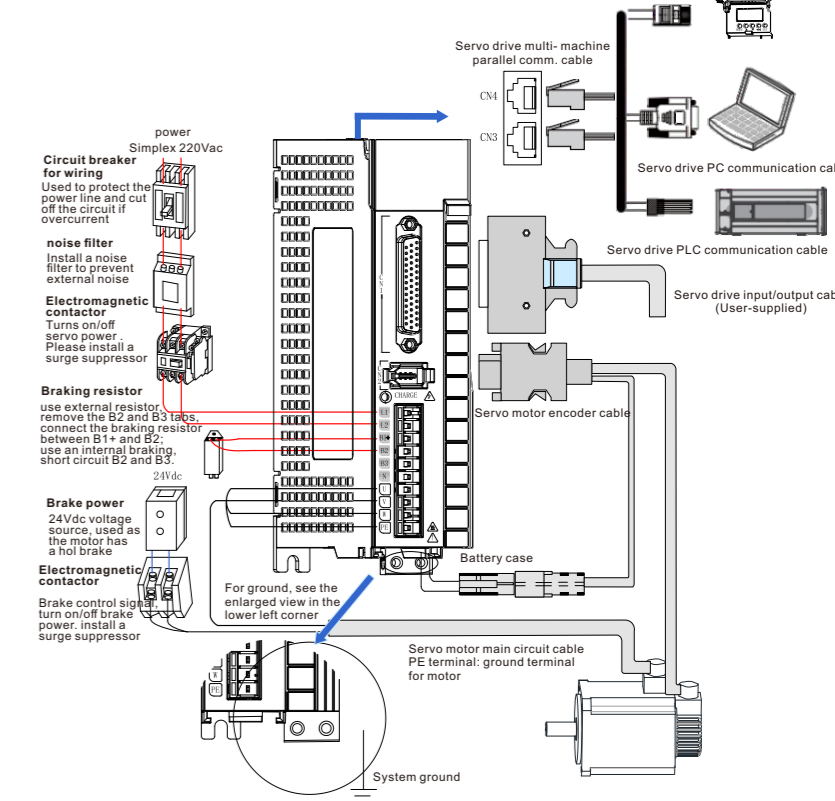 Servo drive multi- machine
parallel comm. cable
CN4
CN3
Servo drive PC communication cal
Servo drive PLC communication cable
Servo drive input/output cab
(User-supplied)
power
Simplex 220Vac
Circuit breaker
for wiring
Used to protect the
power line and cut
off the circuit if
overcurrent
noise filter
Install a noise
filter to prevent
external noise
Electromagnetic
contactor
Turns on/off
servo power .
Please install a
surge suppressor
Braking resistor
use external resistor,
remove the B2 and B3 tabs,
connect the braking resistor
between B1+ and B2;
use an internal braking,
short circuit B2 and B3.
24Vdc
Brake power
24Vdc voltage
source, used as
the motor has
a hol brake
Electromagnetic
contactor
Brake control signal,
turn on/off brake
power. install a
surge suppressor
CN1
CN2
CHARGE
L1
L2
B1+
B2
B3
N-
U
V
W
PE
Servo motor encoder cable
Battery case
For ground, see the
enlarged view in the
lower left corner
Servo motor main circuit cable
PE terminal: ground terminal
for motor
W
PE
System ground